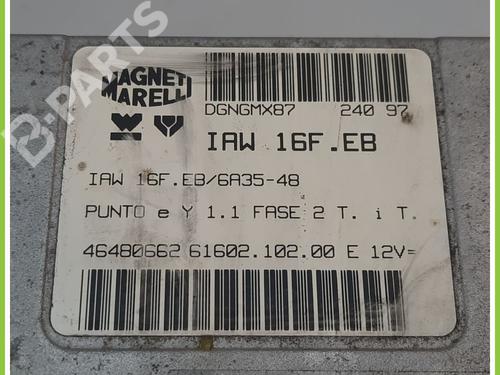 B-PARTS
MAGNETI
MARELLI
DGNGMX87 240 97
IAW 16F.EB
IAW 16F.EB/6A35-48
PUNTO e Y 1.1 FASE 2 T. i T.
46480662 61602.102.00 E 12V=